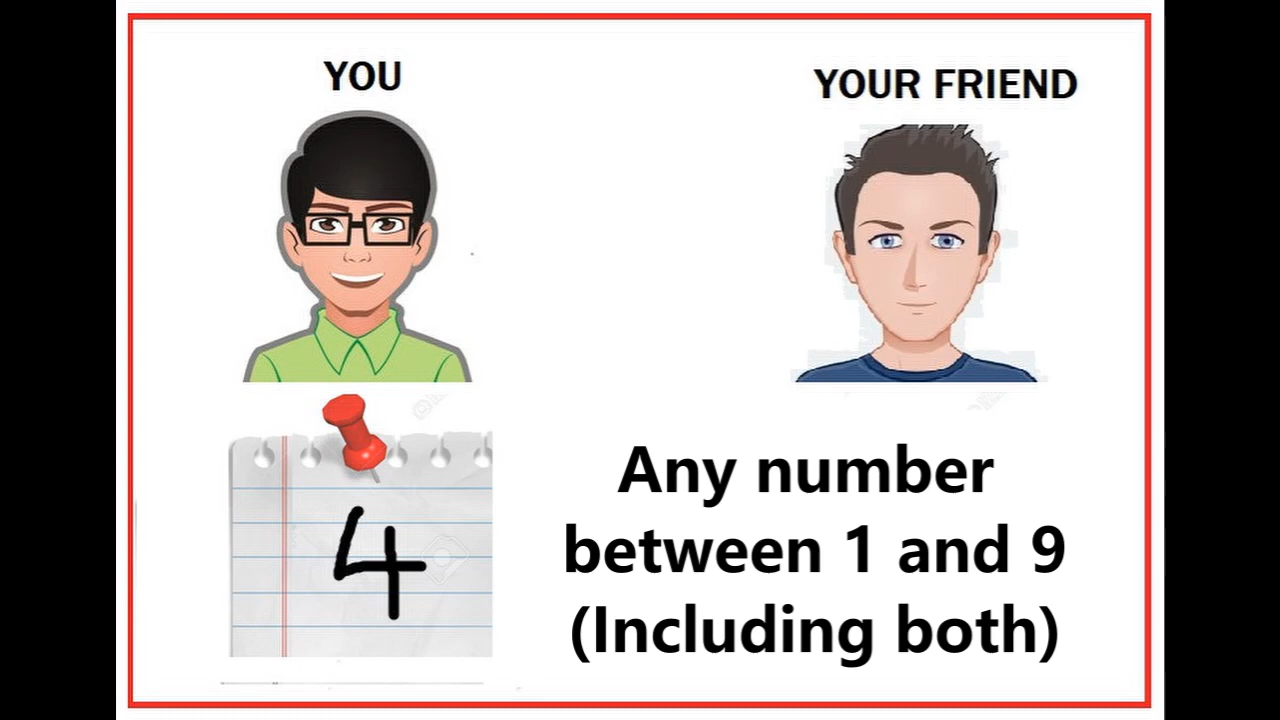 YOU
YOUR FRIEND
4
Any number
between 1 and 9
(Including both)